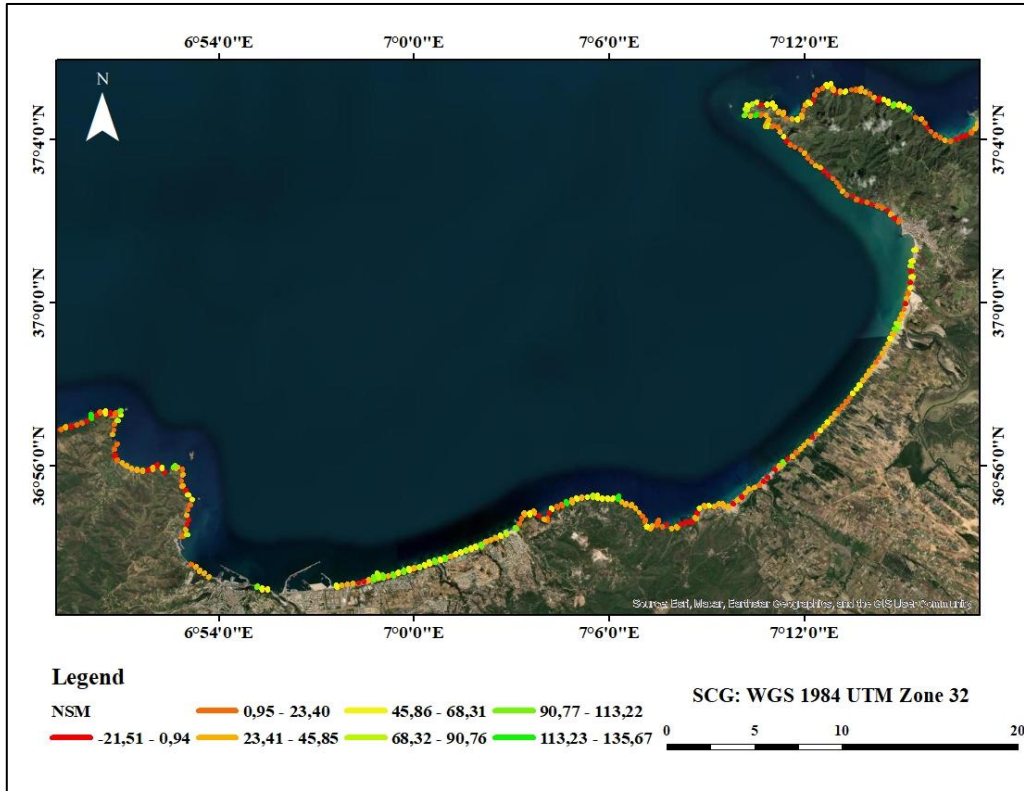 6°54'0"E 7°0'0"E 7°6'0"E 7°12'0"E
N
37°4'0"N 37°4'0"N
37°0'0"N 37°0'0"N
36°56'0"N 36°56'0"N
Source: Esri, Maxar, Earthstar Geographics, and the GIS User Community
6°54'0"E 7°0'0"E 7°6'0"E 7°12'0"E
Legend
NSM 0,95 - 23,40 45,86 - 68,31 90,77 - 113,22
-21,51 - 0,94 23,41 - 45,85 68,32 - 90,76 113,23 - 135,67
SCG: WGS 1984 UTM Zone 32
0 5 10 20